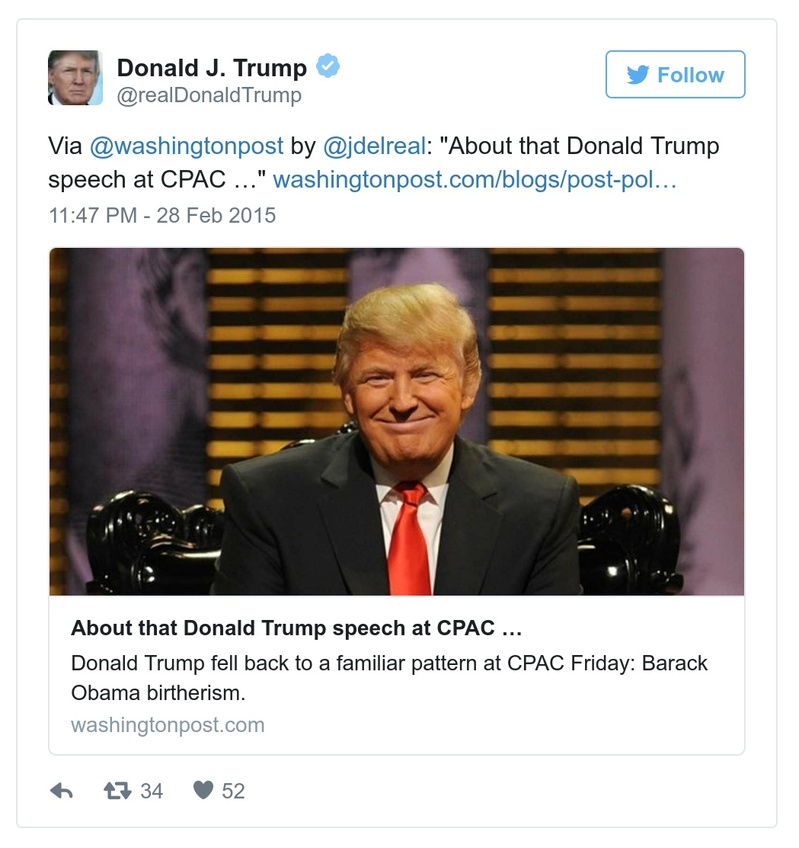 Donald J. Trump
@realDonaldTrump
Follow
Via @washingtonpost by @jdelreal: "About that Donald Trump
speech at CPAC …" washingtonpost.com/blogs/post-pol…
11:47 PM - 28 Feb 2015
About that Donald Trump speech at CPAC …
Donald Trump fell back to a familiar pattern at CPAC Friday: Barack
Obama birtherism.
washingtonpost.com
34 52